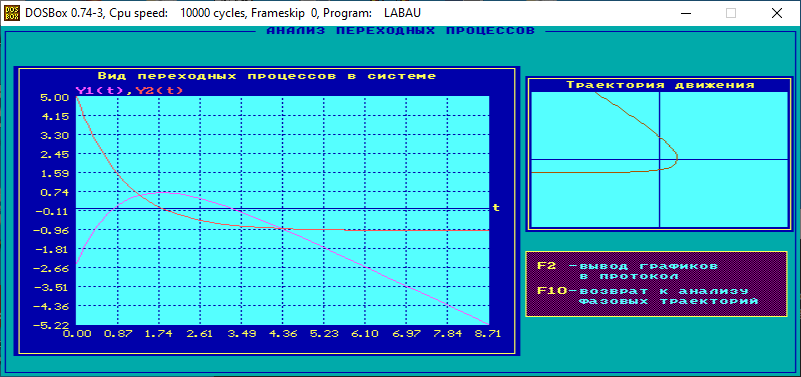 DOSBox 0.74-3, Cpu speed: 10000 cycles, Frameskip 0, Program: LABAU
АНАЛИЗ ПЕРЕХОДНЫХ ПРОЦЕССОВ
Вид переходных процессов в системе
Y1(t),Y2(t)
5.00
4.15
3.30
2.45
1.59
0.74
-0.11
-0.96
-1.81
-2.66
-3.51
-4.36
-5.22
t
0.00 0.87 1.74 2.61 3.49 4.36 5.23 6.10 6.97 7.84 8.71
Траектория движения
F2 -вывод графиков
в протокол
F10-возврат к анализу
фазовых траекторий